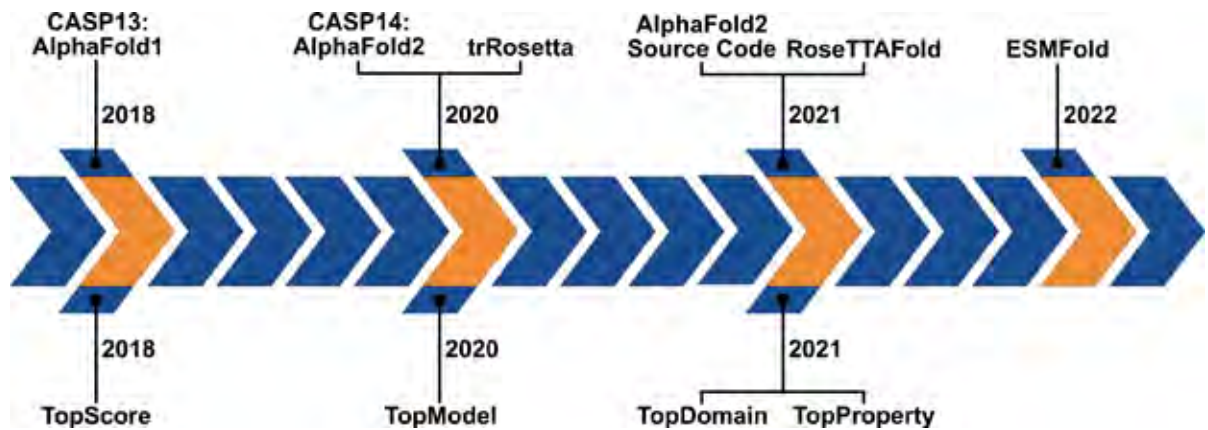 CASP13:
AlphaFold1
CASP14:
AlphaFold2
trRosetta
AlphaFold2
Source Code
RoseTTAFold
ESMFold
2018
2020
2021
2022
2018
2020
2021
TopScore
TopModel
TopDomain
TopProperty